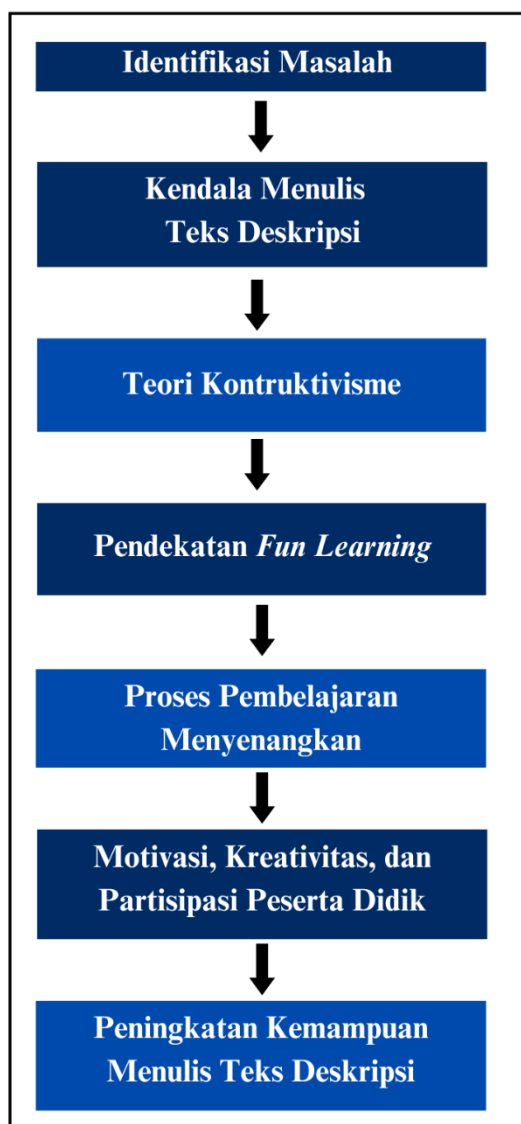 Identifikasi Masalah
Kendala Menulis
Teks Deskripsi
Teori Kontruktivisme
Pendekatan Fun Learning
Proses Pembelajaran
Menyenangkan
Motivasi, Kreativitas, dan
Partisipasi Peserta Didik
Peningkatan Kemampuan
Menulis Teks Deskripsi